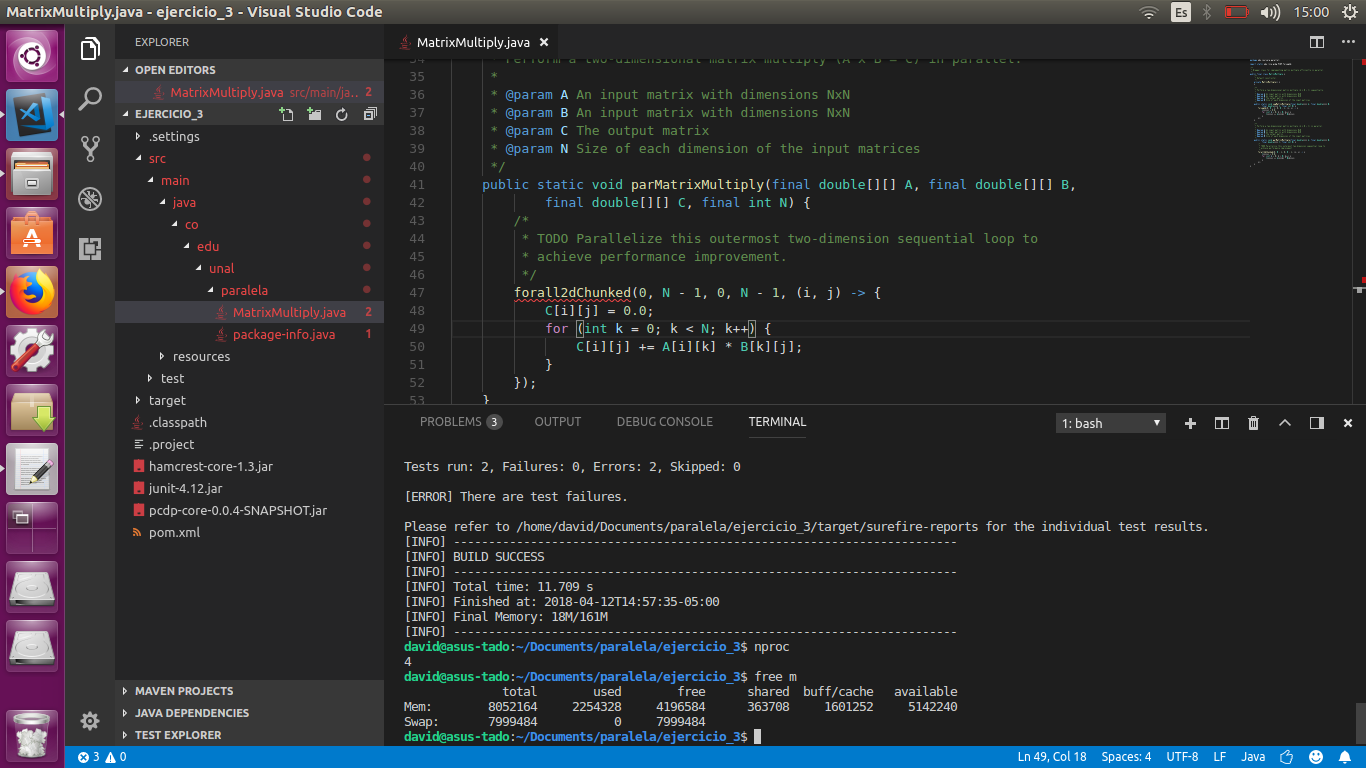 MatrixMultiply.java - ejercicio_3 - Visual Studio Code
Es
15:00
EXPLORER
OPEN EDITORS
MatrixMultiply.java src/main/ja... 2
EJERCICIO_3
.settings
src
main
java
co
edu
unal
paralela
MatrixMultiply.java 2
package-info.java 1
resources
test
target
.classpath
.project
hamcrest-core-1.3.jar
junit-4.12.jar
pcdp-core-0.0.4-SNAPSHOT.jar
pom.xml
MAVEN PROJECTS
JAVA DEPENDENCIES
TEST EXPLORER
MatrixMultiply.java
34 * Perform a two-dimensional matrix multiply (A x B = C) in parallel.
35 *
36 * @param A An input matrix with dimensions NxN
37 * @param B An input matrix with dimensions NxN
38 * @param C The output matrix
39 * @param N Size of each dimension of the input matrices
40 */
41 public static void parMatrixMultiply(final double[][] A, final double[][] B,
42 final double[][] C, final int N) {
43 /*
44 * TODO Parallelize this outermost two-dimension sequential loop to
45 * achieve performance improvement.
46 */
47 forall2dChunked(0, N - 1, 0, N - 1, (i, j) -> {
48 C[i][j] = 0.0;
49 for (int k = 0; k < N; k++) {
50 C[i][j] += A[i][k] * B[k][j];
51 }
52 });
53 }
PROBLEMS 3 OUTPUT DEBUG CONSOLE TERMINAL 1: bash
Tests run: 2, Failures: 0, Errors: 2, Skipped: 0
[ERROR] There are test failures.
Please refer to /home/david/Documents/paralela/ejercicio_3/target/surefire-reports for the individual test results.
[INFO] ------------------------------------------------------------------------
[INFO] BUILD SUCCESS
[INFO] ------------------------------------------------------------------------
[INFO] Total time: 11.709 s
[INFO] Finished at: 2018-04-12T14:57:35-05:00
[INFO] Final Memory: 18M/161M
[INFO] ------------------------------------------------------------------------
david@asus-tado:~/Documents/paralela/ejercicio_3$ nproc
4
david@asus-tado:~/Documents/paralela/ejercicio_3$ free m
total used free shared buff/cache available
Mem: 8052164 2254328 4196584 363708 1601252 5142240
Swap: 7999484 0 7999484
david@asus-tado:~/Documents/paralela/ejercicio_3$
3 0 Ln 49, Col 18 Spaces: 4 UTF-8 LF Java